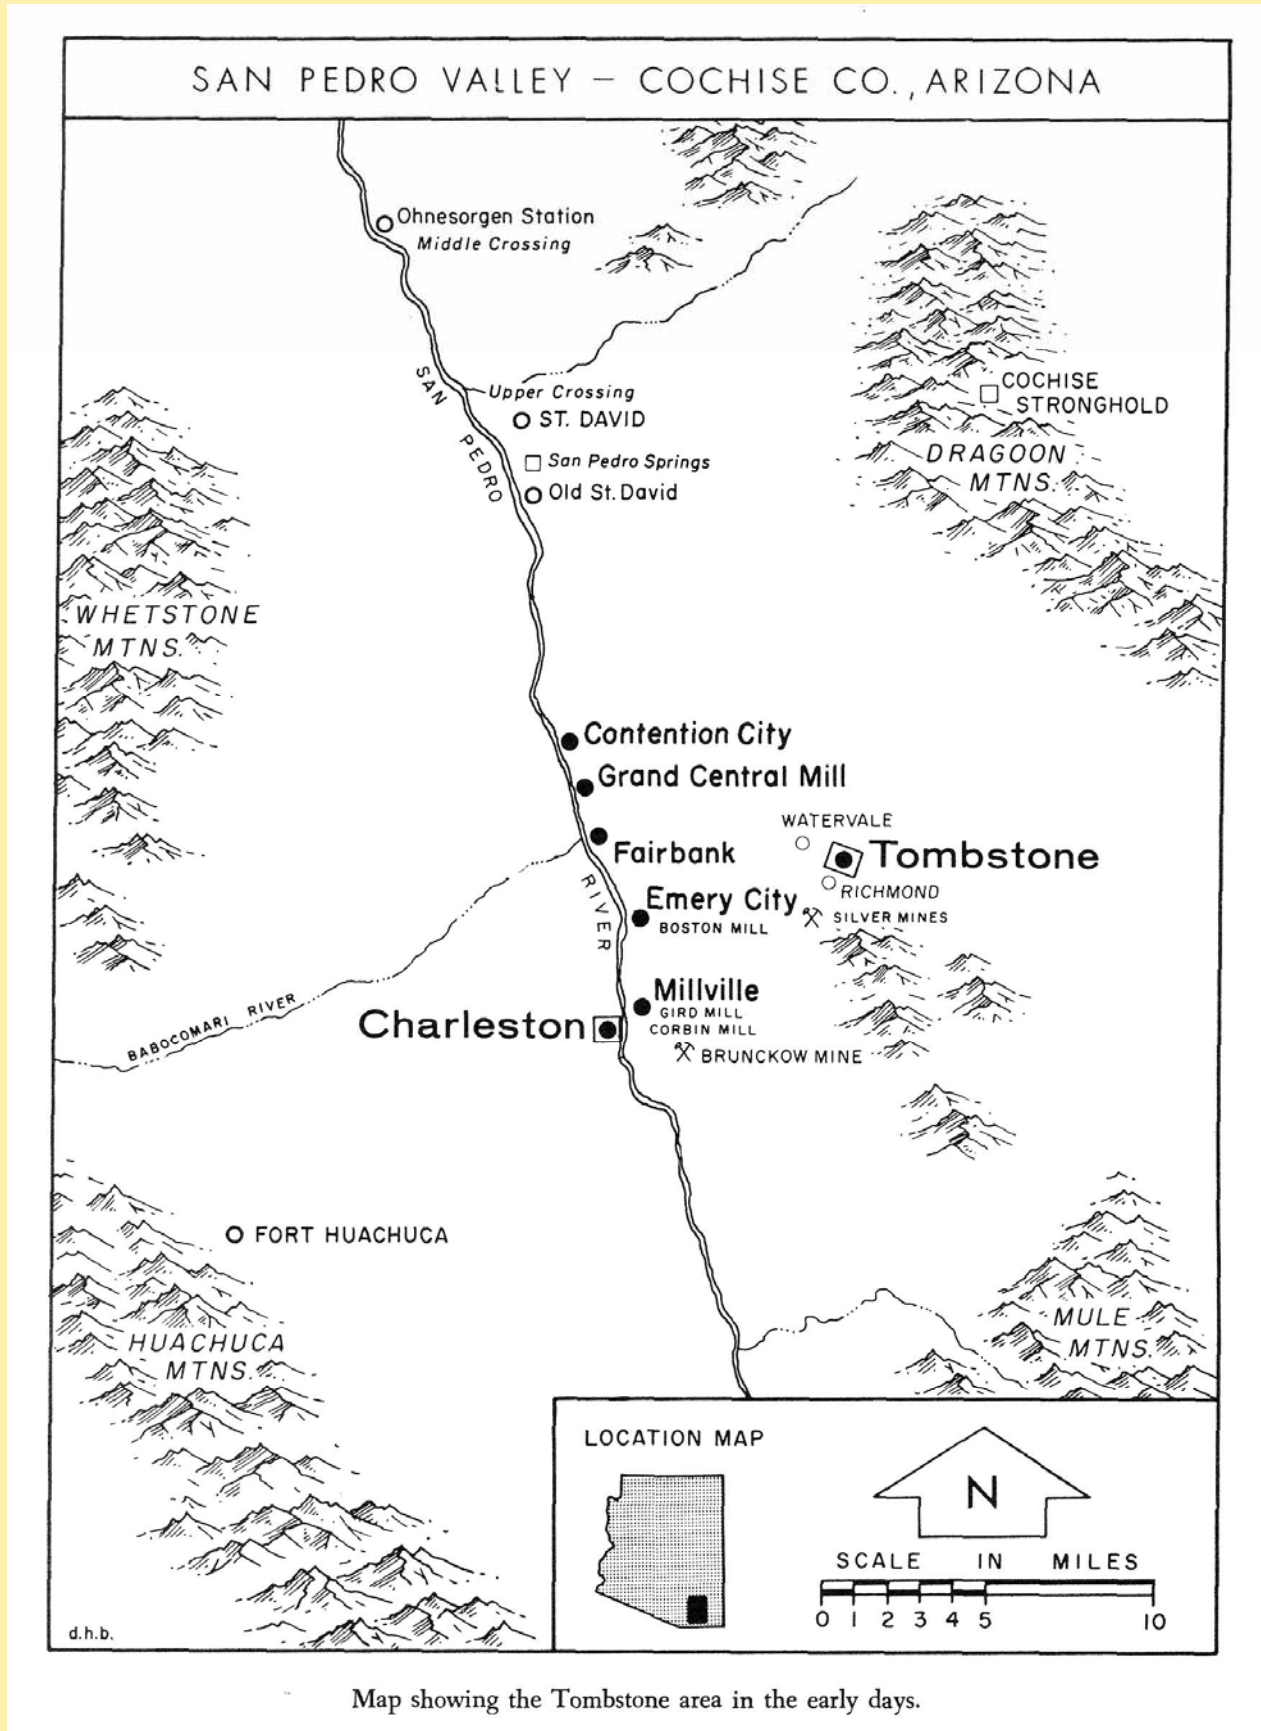 SAN PEDRO VALLEY – COCHISE CO., ARIZONA
Ohnesorgen Station
Middle Crossing
COCHISE
STRONGHOLD
Upper Crossing
SAN
ST. DAVID
PEDRO
DRAGOON
MTNS.
San Pedro Springs
Old St. David
WHETSTONE
MTNS.
Contention City
Grand Central Mill
WATERVALE
Fairbank
Tombstone
RIVER
RICHMOND
Emery City
SILVER MINES
BOSTON MILL
Millville
GIRD MILL
CORBIN MILL
BABOCOMARI RIVER
Charleston
BRUNCKOW MINE
FORT HUACHUCA
HUACHUCA
MTNS.
MULE
MTNS.
LOCATION MAP
N
SCALE IN MILES
0 1 2 3 4 5 10
d.h.b.
Map showing the Tombstone area in the early days.